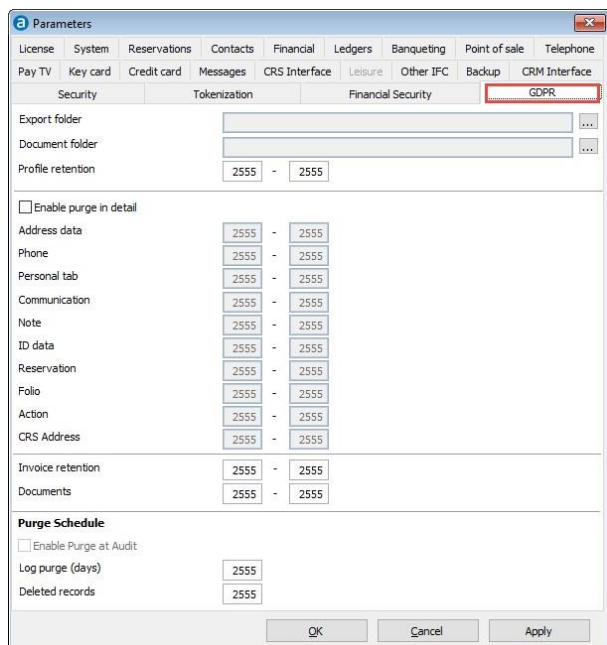 a Parameters
License System Reservations Contacts Financial Ledgers Banqueting Point of sale Telephone
Pay TV Key card Credit card Messages CRS Interface Leisure Other IFC Backup CRM Interface
Security Tokenization Financial Security GDPR
Export folder ...
Document folder ...
Profile retention 2555 - 2555
Enable purge in detail
Address data 2555 - 2555
Phone 2555 - 2555
Personal tab 2555 - 2555
Communication 2555 - 2555
Note 2555 - 2555
ID data 2555 - 2555
Reservation 2555 - 2555
Folio 2555 - 2555
Action 2555 - 2555
CRS Address 2555 - 2555
Invoice retention 2555 - 2555
Documents 2555 - 2555
Purge Schedule
Enable Purge at Audit
Log purge (days) 2555
Deleted records 2555
OK Cancel Apply